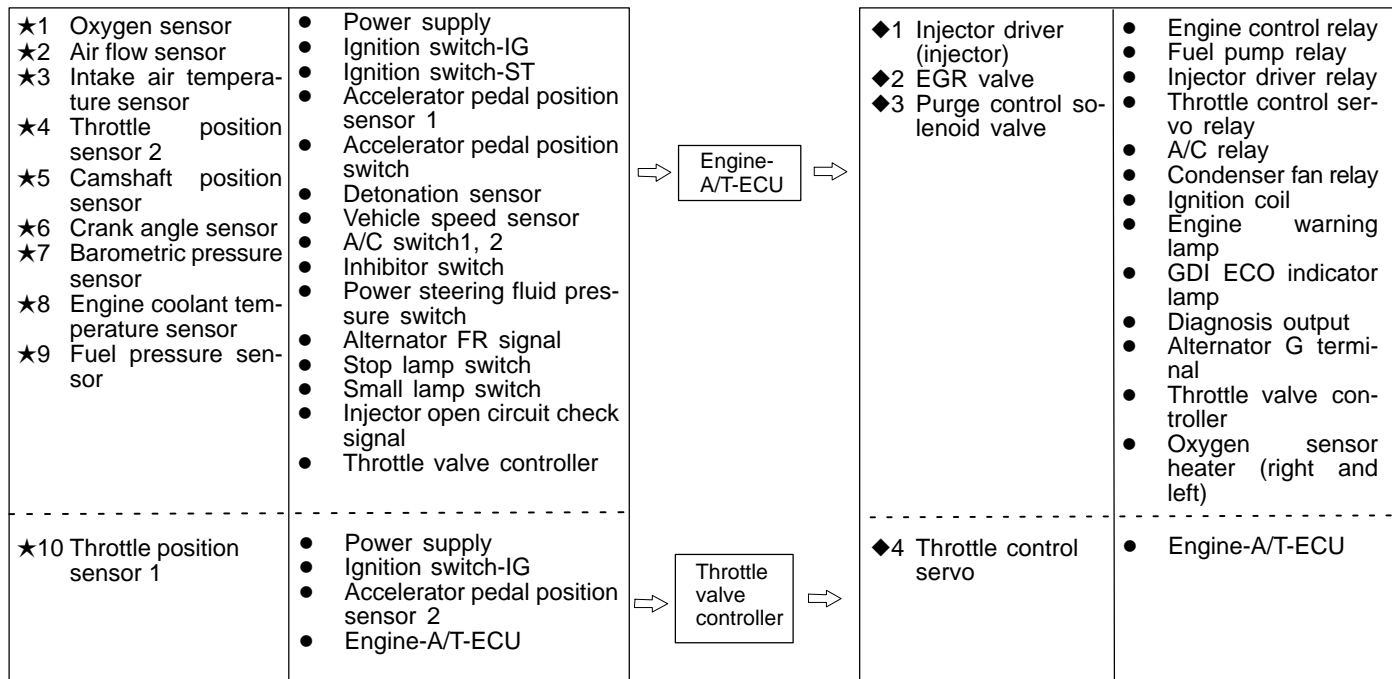 ★1 Oxygen sensor
★2 Air flow sensor
★3 Intake air tempera-
ture sensor
★4 Throttle position
sensor 2
★5 Camshaft position
sensor
★6 Crank angle sensor
★7 Barometric pressure
sensor
★8 Engine coolant tem-
perature sensor
★9 Fuel pressure sen-
sor
● Power supply
● Ignition switch-IG
● Ignition switch-ST
● Accelerator pedal position
sensor 1
● Accelerator pedal position
switch
● Detonation sensor
● Vehicle speed sensor
● A/C switch1, 2
● Inhibitor switch
● Power steering fluid pres-
sure switch
● Alternator FR signal
● Stop lamp switch
● Small lamp switch
● Injector open circuit check
signal
● Throttle valve controller
⇨
Engine-
A/T-ECU
⇨
◆1 Injector driver
(injector)
◆2 EGR valve
◆3 Purge control so-
lenoid valve
● Engine control relay
● Fuel pump relay
● Injector driver relay
● Throttle control ser-
vo relay
● A/C relay
● Condenser fan relay
● Ignition coil
● Engine warning
lamp
● GDI ECO indicator
lamp
● Diagnosis output
● Alternator G termi-
nal
● Throttle valve con-
troller
● Oxygen sensor
heater (right and
left)
★10 Throttle position
sensor 1
● Power supply
● Ignition switch-IG
● Accelerator pedal position
sensor 2
● Engine-A/T-ECU
⇨
Throttle
valve
controller
⇨
◆4 Throttle control
servo
● Engine-A/T-ECU